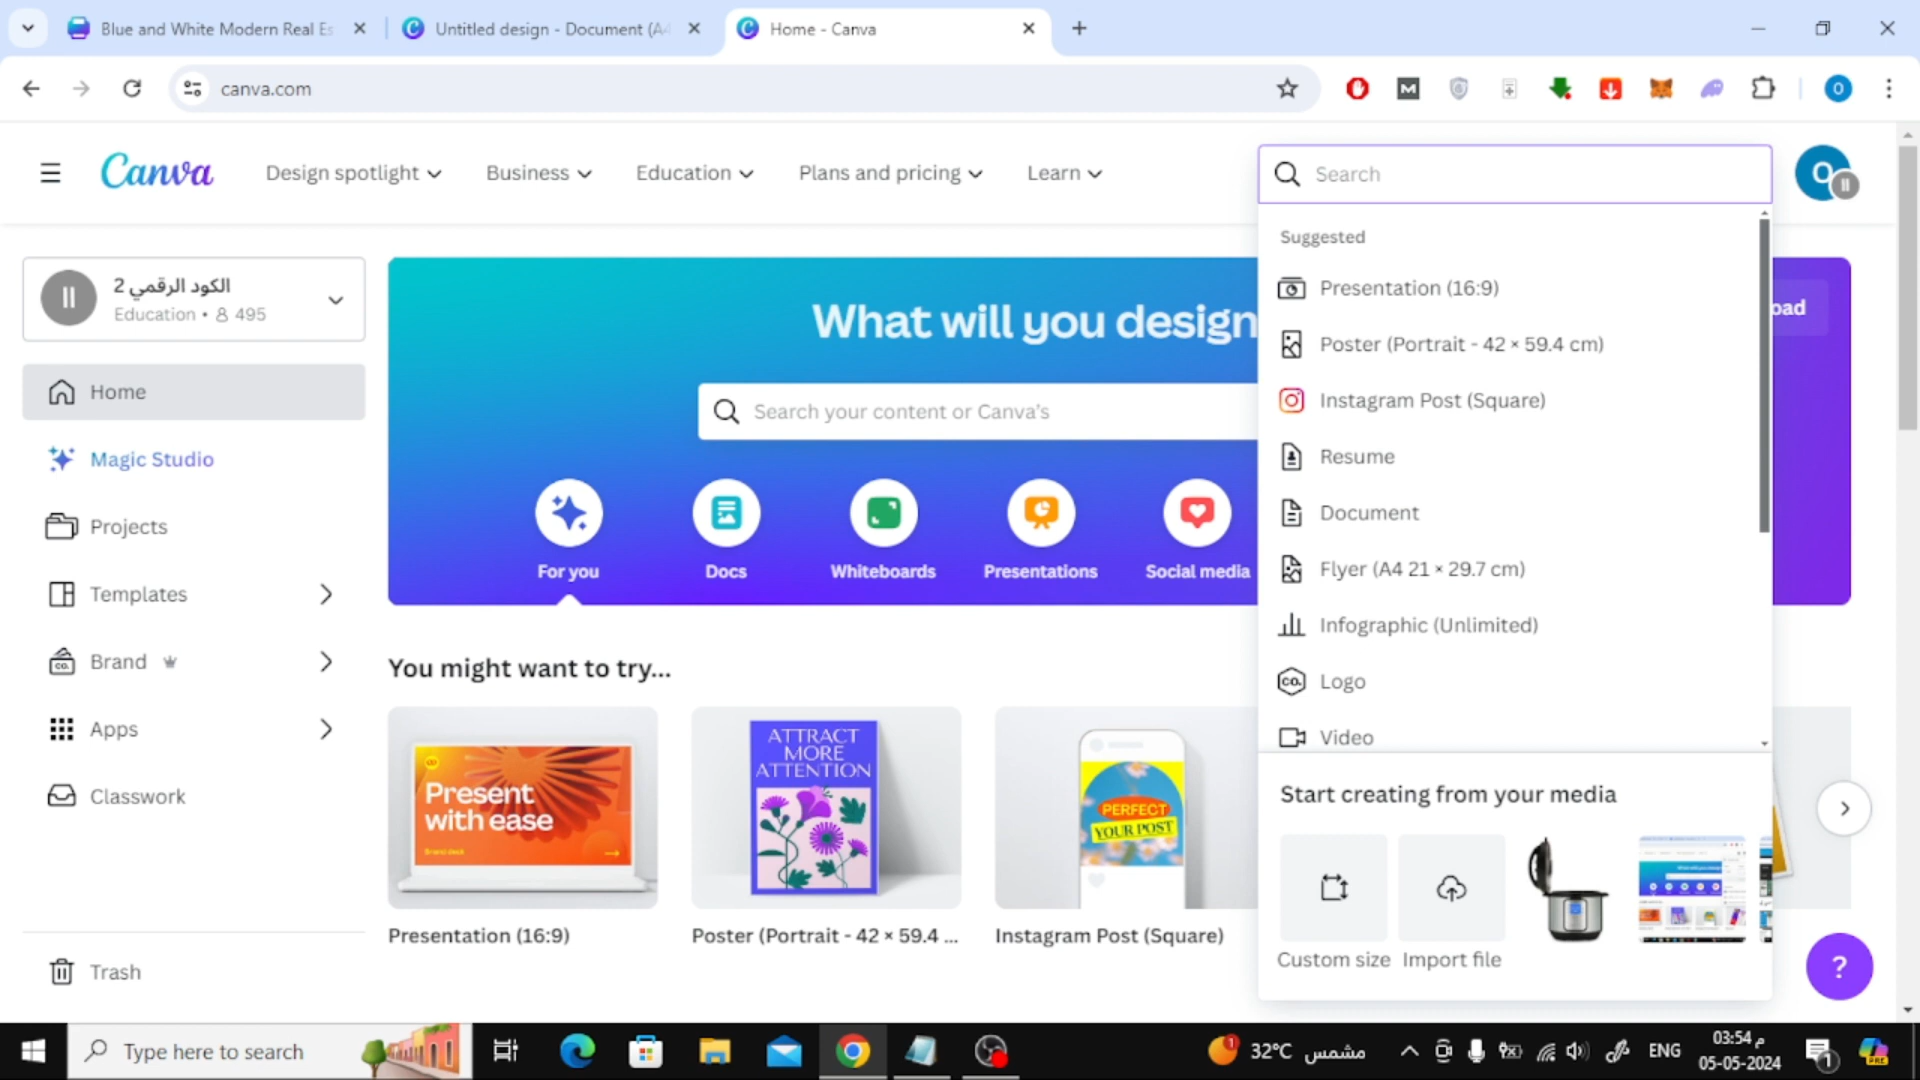 Blue and White Modern Real Es
Untitled design - Document (A4
Home - Canva
canva.com
Canva
Design spotlight
Business
Education
Plans and pricing
Learn
Search
O
الكود الرقمي 2
Education • 495
Home
Magic Studio
Projects
Templates
Brand
Apps
Classwork
Trash
What will you design
Search your content or Canva's
For you
Docs
Whiteboards
Presentations
Social media
oad
You might want to try...
Present
with ease
ATTRACT
MORE
ATTENTION
PERFECT
YOUR POST
Presentation (16:9)
Poster (Portrait - 42 × 59.4 ...
Instagram Post (Square)
Suggested
Presentation (16:9)
Poster (Portrait - 42 × 59.4 cm)
Instagram Post (Square)
Resume
Document
Flyer (A4 21 × 29.7 cm)
Infographic (Unlimited)
CO. Logo
Video
Start creating from your media
Custom size
Import file
?
Type here to search
32°C مشمس
ENG
03:54 م
05-05-2024
1
PRE